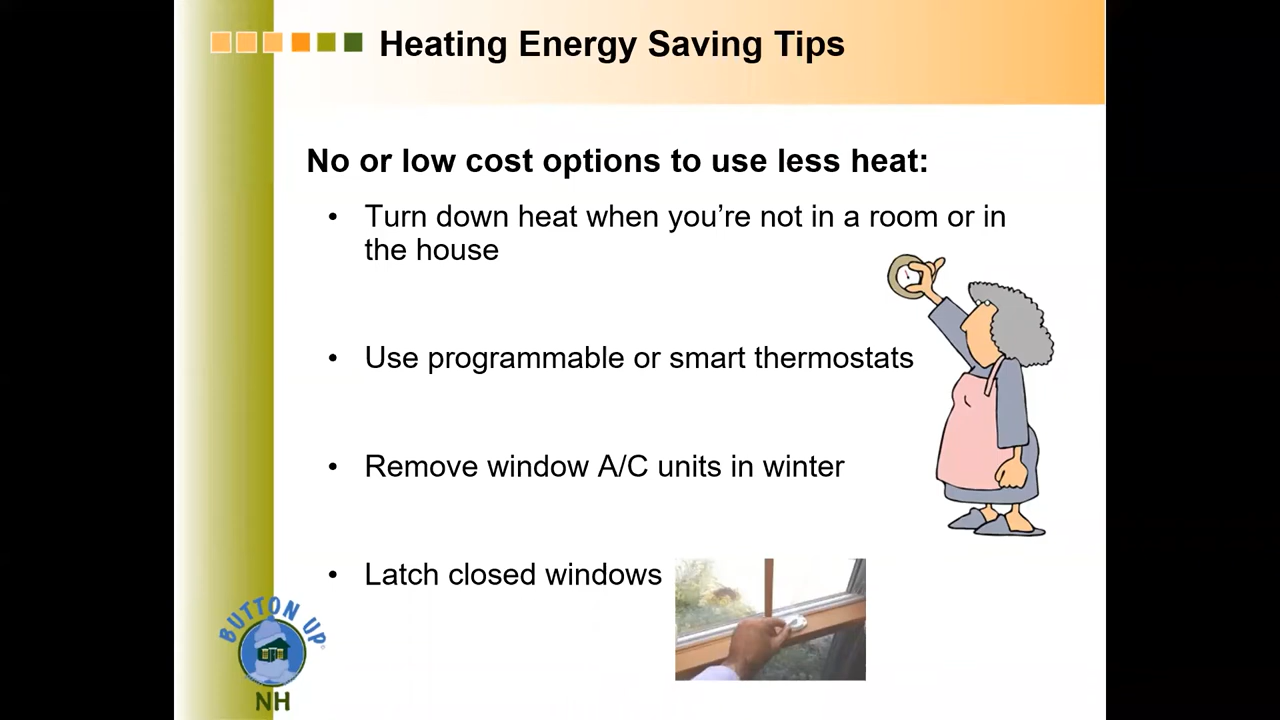 Heating Energy Saving Tips
No or low cost options to use less heat:
• Turn down heat when you’re not in a room or in
the house
• Use programmable or smart thermostats
• Remove window A/C units in winter
• Latch closed windows
BUTTON UP
NH